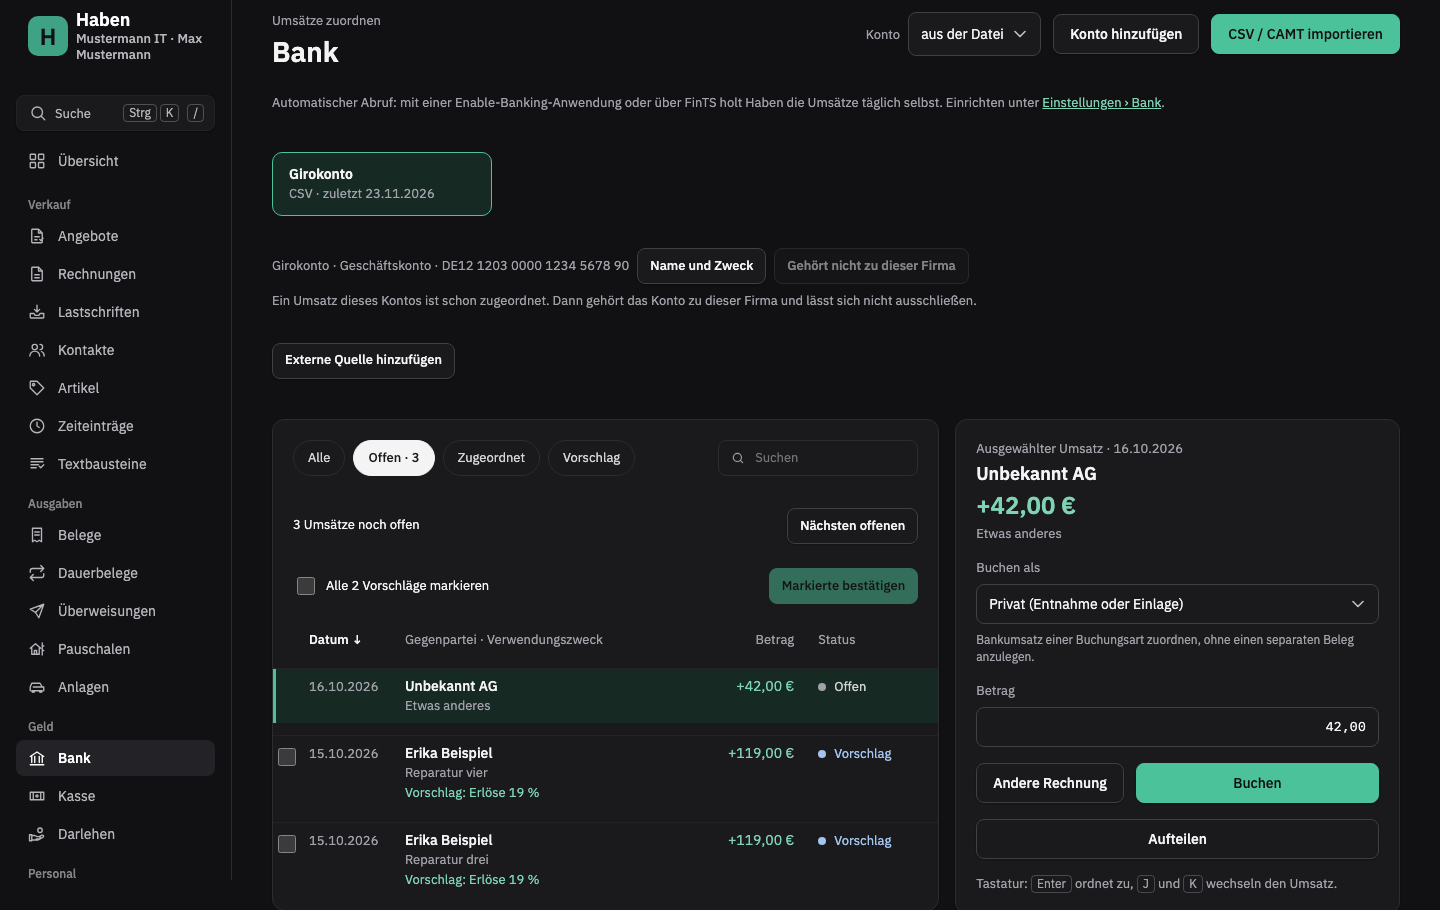 H
Haben
Mustermann IT · Max
Mustermann
Suche Strg K /
Übersicht
Verkauf
Angebote
Rechnungen
Lastschriften
Kontakte
Artikel
Zeiteinträge
Textbausteine
Ausgaben
Belege
Dauerbelege
Überweisungen
Pauschalen
Anlagen
Geld
Bank
Kasse
Darlehen
Personal
Umsätze zuordnen
Bank
Konto aus der Datei Konto hinzufügen CSV / CAMT importieren
Automatischer Abruf: mit einer Enable-Banking-Anwendung oder über FinTS holt Haben die Umsätze täglich selbst. Einrichten unter Einstellungen › Bank.
Girokonto
CSV · zuletzt 23.11.2026
Girokonto · Geschäftskonto · DE12 1203 0000 1234 5678 90 Name und Zweck Gehört nicht zu dieser Firma
Ein Umsatz dieses Kontos ist schon zugeordnet. Dann gehört das Konto zu dieser Firma und lässt sich nicht ausschließen.
Externe Quelle hinzufügen
Alle Offen · 3 Zugeordnet Vorschlag Suchen
3 Umsätze noch offen Nächsten offenen
Alle 2 Vorschläge markieren Markierte bestätigen
Datum ↓ Gegenpartei · Verwendungszweck Betrag Status
16.10.2026 Unbekannt AG +42,00 € Offen
Etwas anderes
15.10.2026 Erika Beispiel +119,00 € Vorschlag
Reparatur vier
Vorschlag: Erlöse 19 %
15.10.2026 Erika Beispiel +119,00 € Vorschlag
Reparatur drei
Vorschlag: Erlöse 19 %
Ausgewählter Umsatz · 16.10.2026
Unbekannt AG
+42,00 €
Etwas anderes
Buchen als
Privat (Entnahme oder Einlage)
Bankumsatz einer Buchungsart zuordnen, ohne einen separaten Beleg
anzulegen.
Betrag
42,00
Andere Rechnung Buchen
Aufteilen
Tastatur: Enter ordnet zu, J und K wechseln den Umsatz.